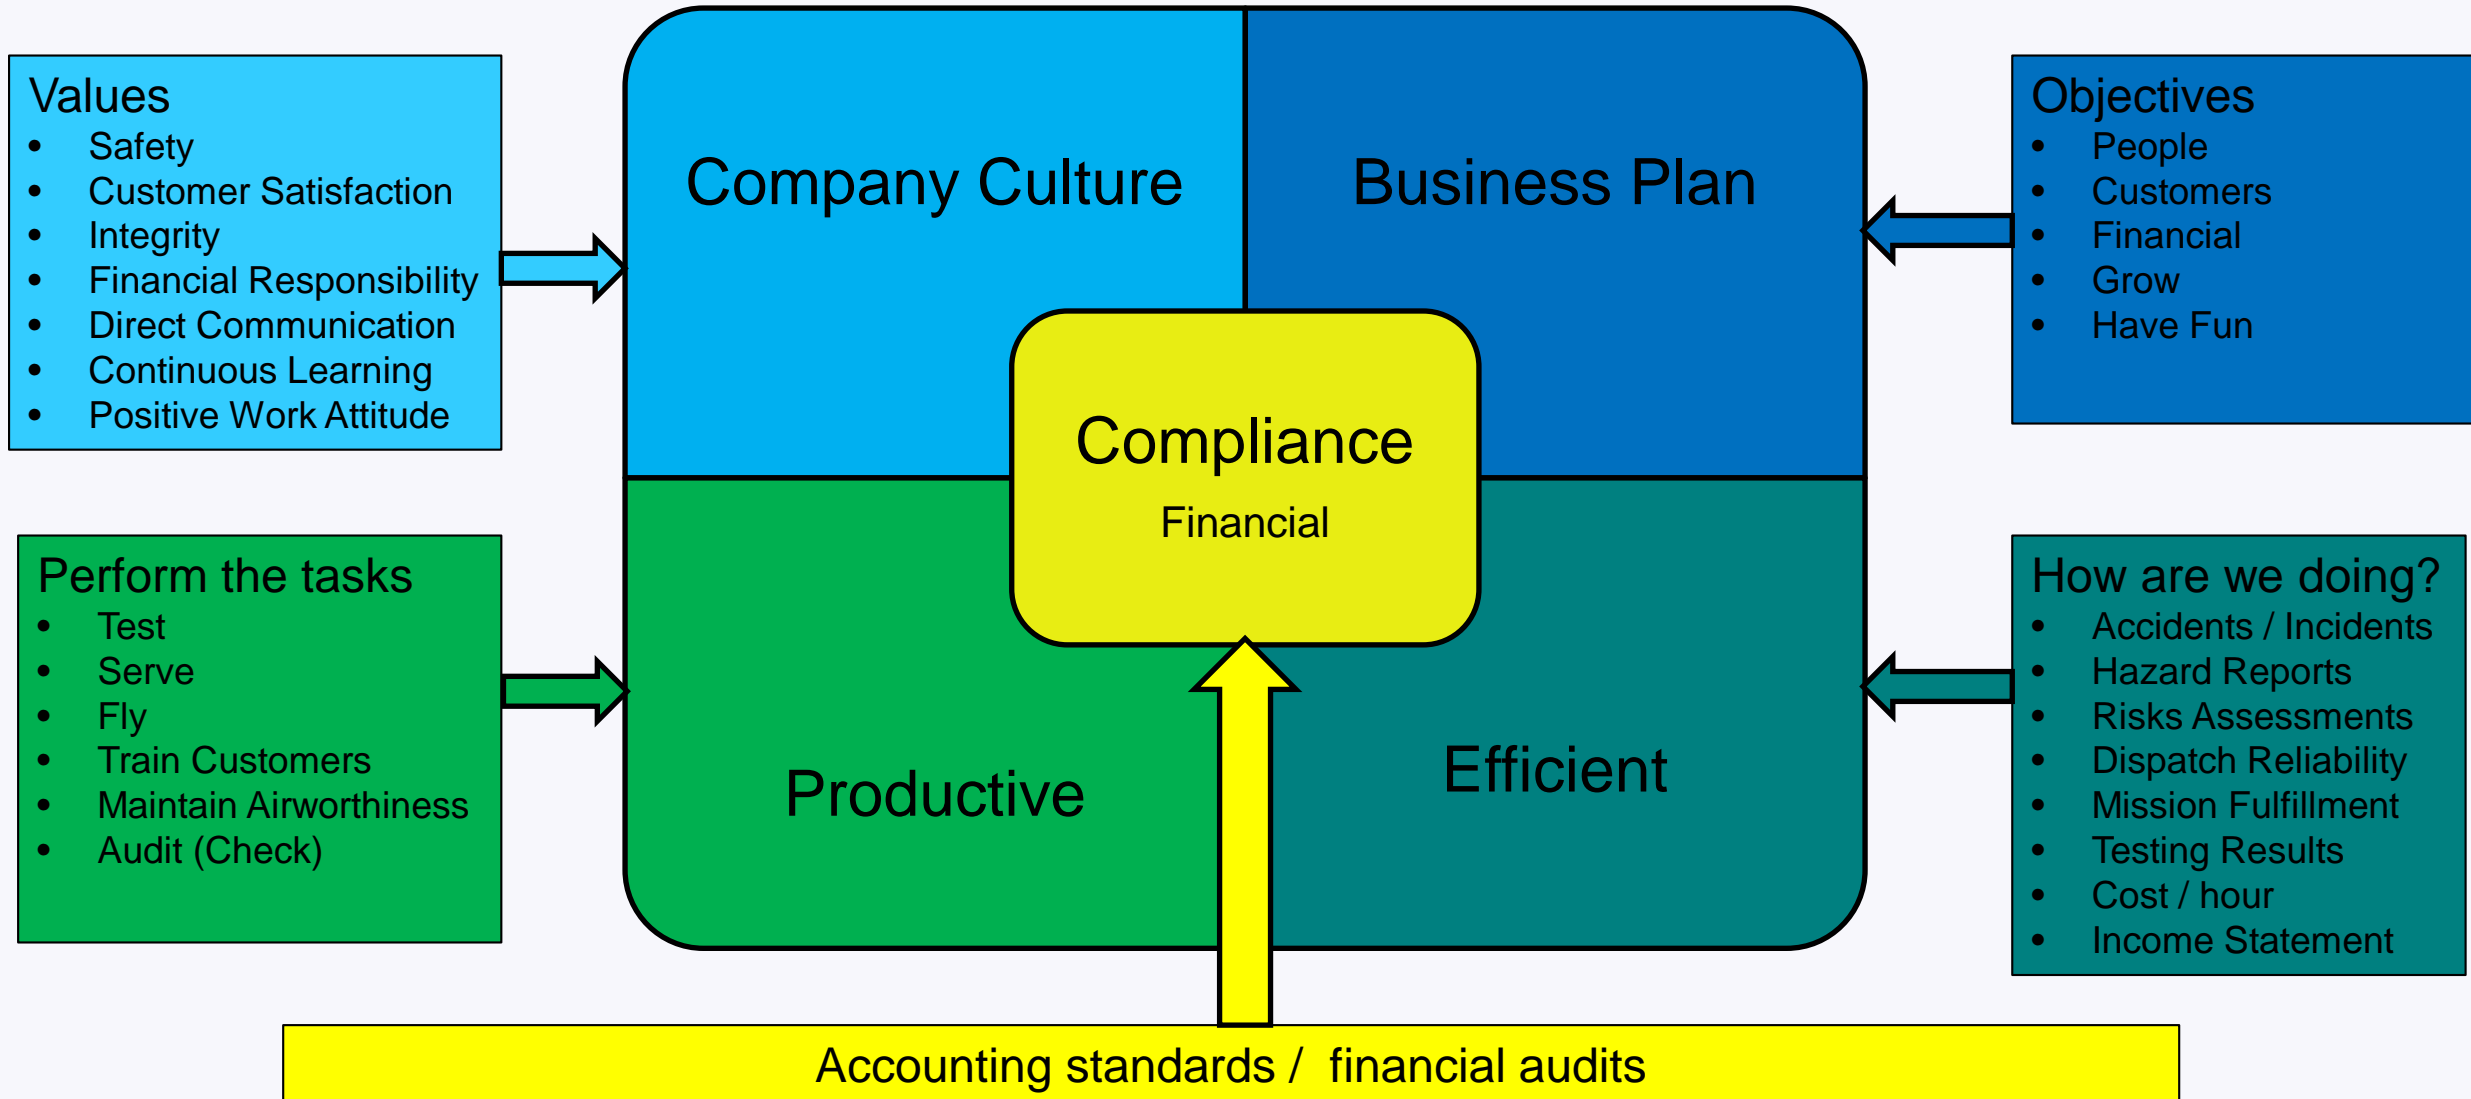 Values
• Safety
• Customer Satisfaction
• Integrity
• Financial Responsibility
• Direct Communication
• Continuous Learning
• Positive Work Attitude
Company Culture
Business Plan
Objectives
• People
• Customers
• Financial
• Grow
• Have Fun
Compliance
Financial
Perform the tasks
• Test
• Serve
• Fly
• Train Customers
• Maintain Airworthiness
• Audit (Check)
Productive
Efficient
How are we doing?
• Accidents / Incidents
• Hazard Reports
• Risks Assessments
• Dispatch Reliability
• Mission Fulfillment
• Testing Results
• Cost / hour
• Income Statement
Accounting standards / financial audits